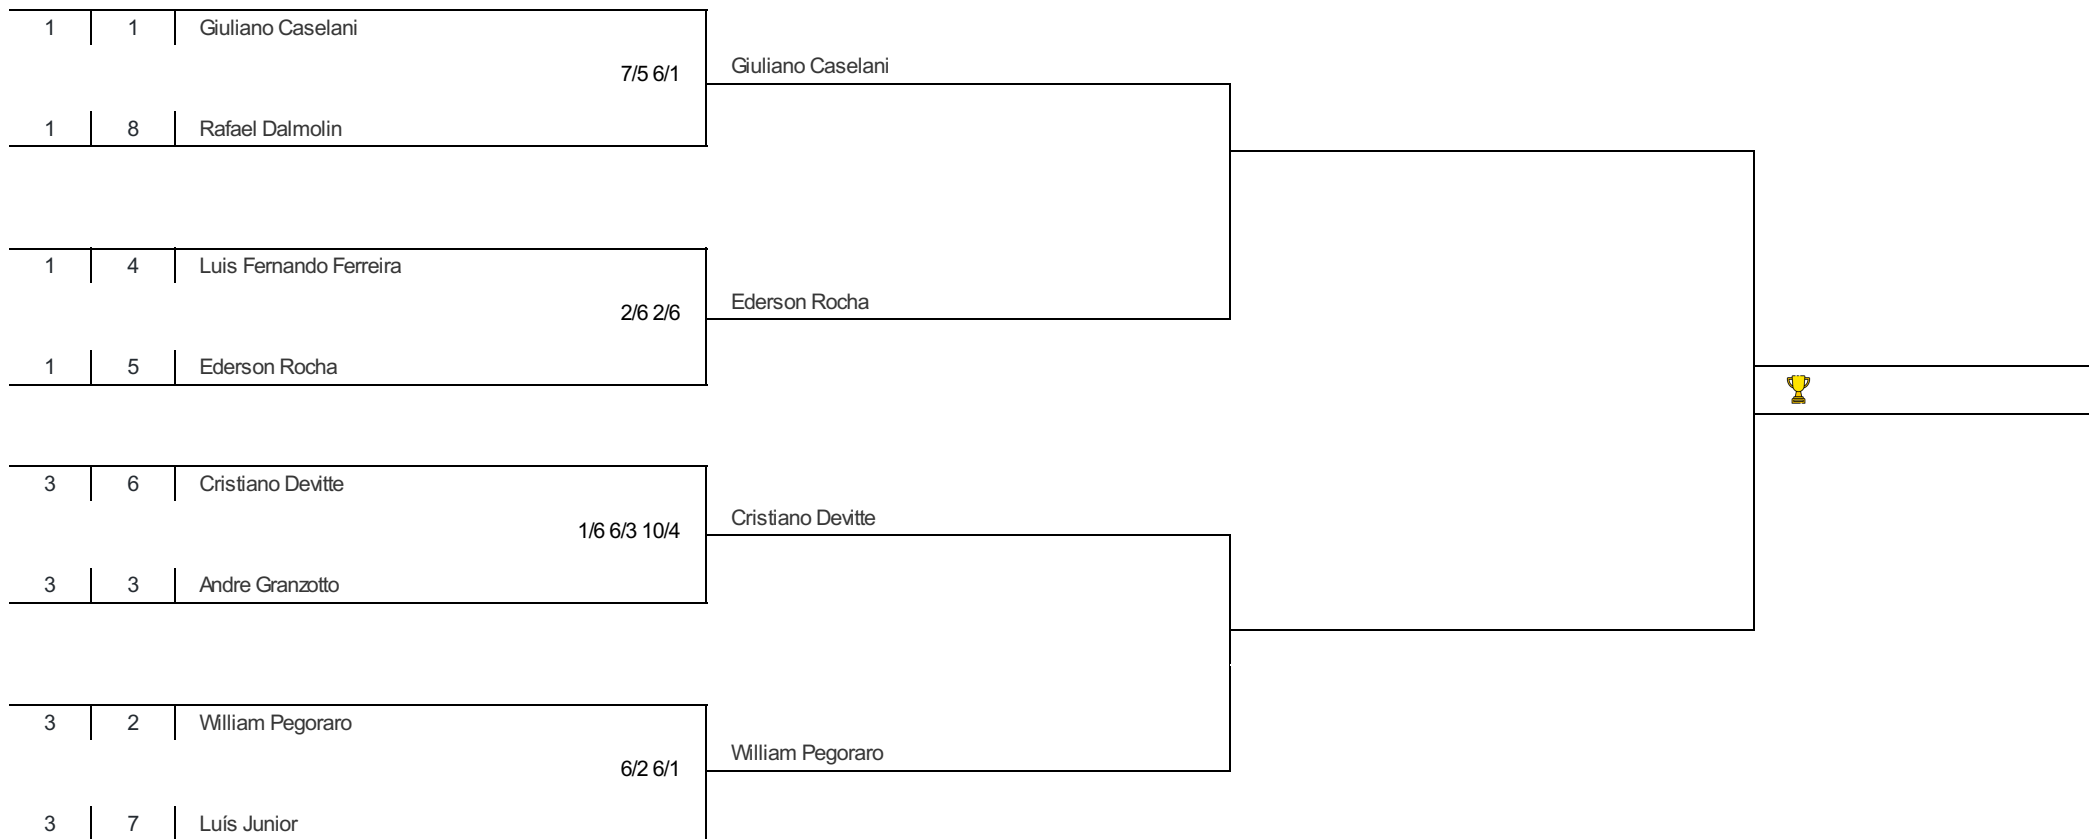 1 1 Giuliano Caselani
7/5 6/1
Giuliano Caselani
1 8 Rafael Dalmolin
1 4 Luis Fernando Ferreira
2/6 2/6
Ederson Rocha
1 5 Ederson Rocha
3 6 Cristiano Devitte
1/6 6/3 10/4
Cristiano Devitte
3 3 Andre Granzotto
3 2 William Pegoraro
6/2 6/1
William Pegoraro
3 7 Luís Junior